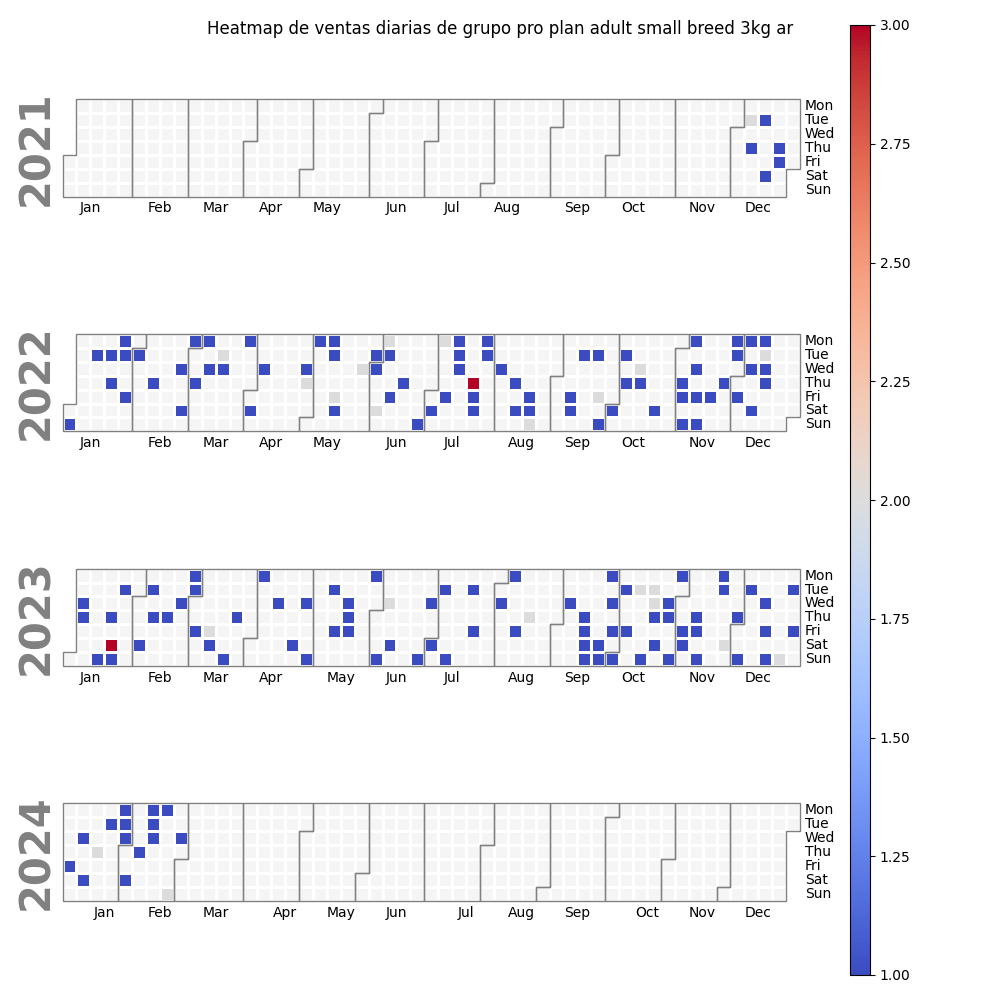 Heatmap de ventas diarias de grupo pro plan adult small breed 3kg ar
2021
Mon
Tue
Wed
Thu
Fri
Sat
Sun
Jan Feb Mar Apr May Jun Jul Aug Sep Oct Nov Dec
2022
Mon
Tue
Wed
Thu
Fri
Sat
Sun
Jan Feb Mar Apr May Jun Jul Aug Sep Oct Nov Dec
2023
Mon
Tue
Wed
Thu
Fri
Sat
Sun
Jan Feb Mar Apr May Jun Jul Aug Sep Oct Nov Dec
2024
Mon
Tue
Wed
Thu
Fri
Sat
Sun
Jan Feb Mar Apr May Jun Jul Aug Sep Oct Nov Dec
3.00
2.75
2.50
2.25
2.00
1.75
1.50
1.25
1.00